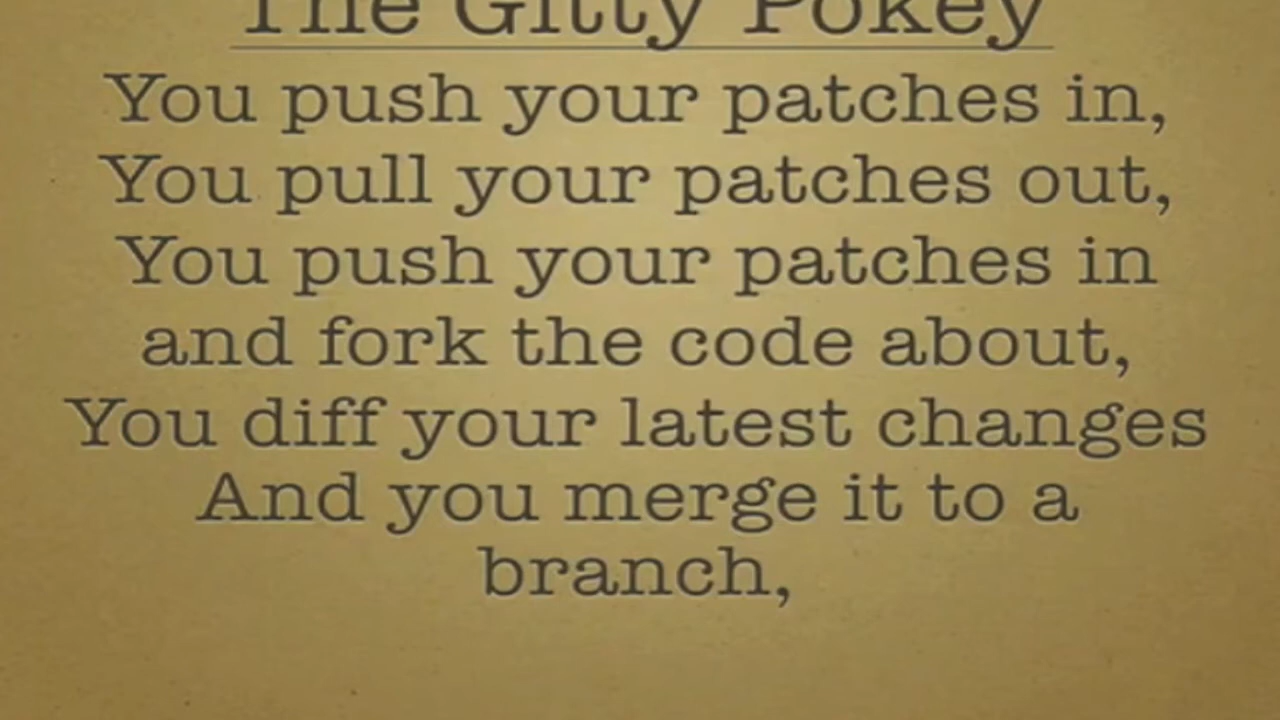 The Gitty Pokey
You push your patches in,
You pull your patches out,
You push your patches in
and fork the code about,
You diff your latest changes
And you merge it to a
branch,